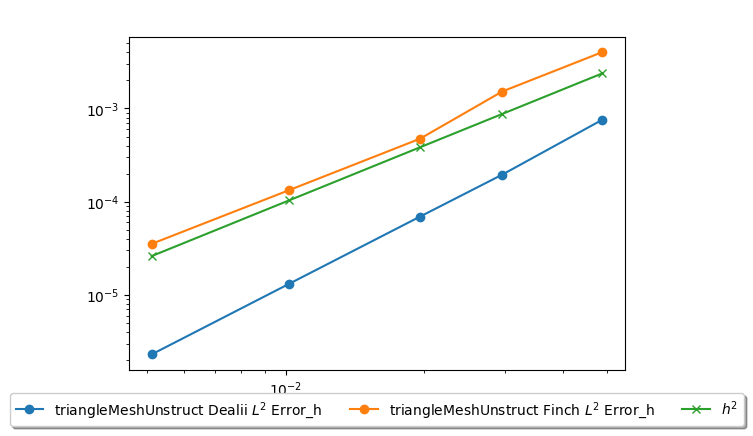 10⁻³
10⁻⁴
10⁻⁵
10⁻²
triangleMeshUnstruct Dealii L² Error_h triangleMeshUnstruct Finch L² Error_h h²